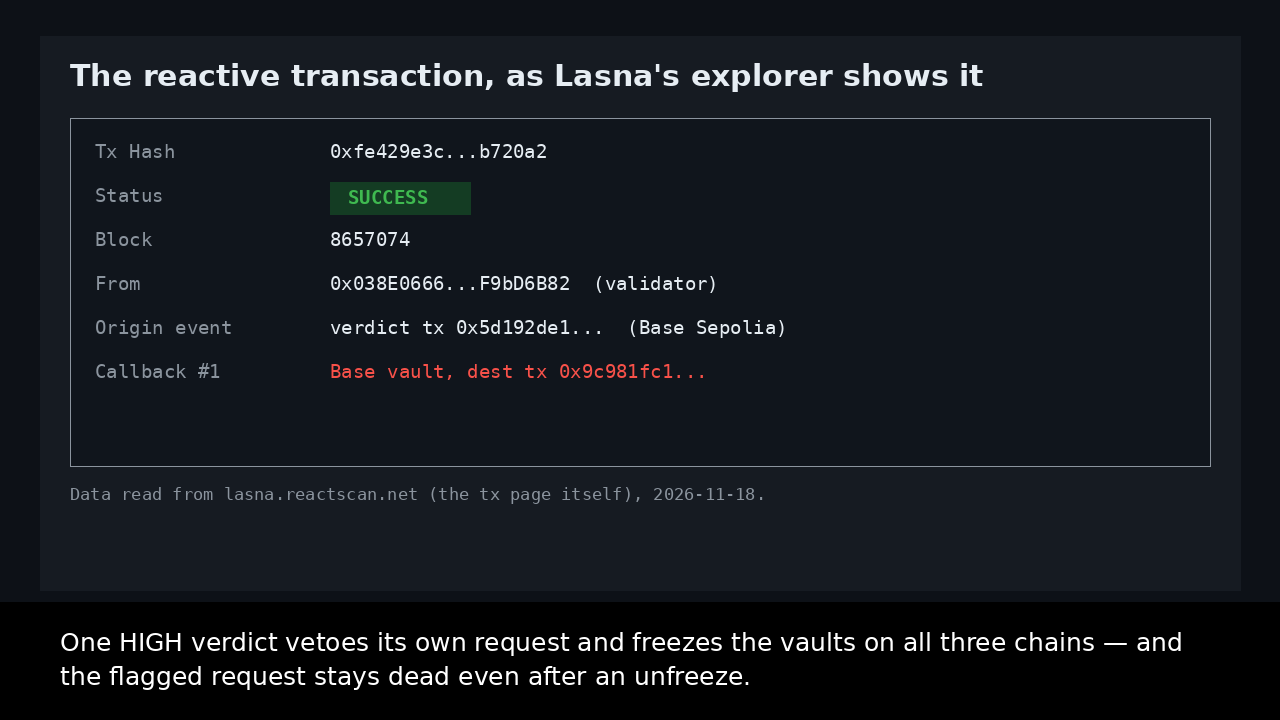 The reactive transaction, as Lasna's explorer shows it
Tx Hash 0xfe429e3c...b720a2
Status SUCCESS
Block 8657074
From 0x038E0666...F9bD6B82 (validator)
Origin event verdict tx 0x5d192de1... (Base Sepolia)
Callback #1 Base vault, dest tx 0x9c981fc1...
Data read from lasna.reactscan.net (the tx page itself), 2026-11-18.
One HIGH verdict vetoes its own request and freezes the vaults on all three chains — and
the flagged request stays dead even after an unfreeze.